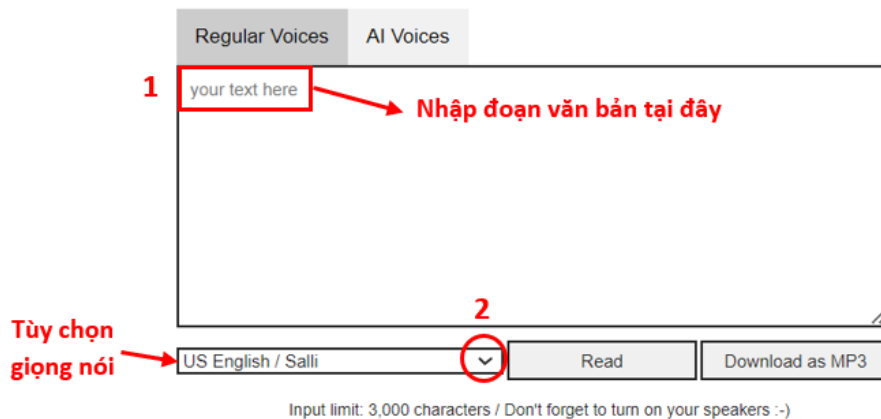 Regular Voices
AI Voices
1
your text here
Nhập đoạn văn bản tại đây
2
Tùy chọn
giọng nói
US English / Salli
Read
Download as MP3
Input limit: 3,000 characters / Don't forget to turn on your speakers :-)